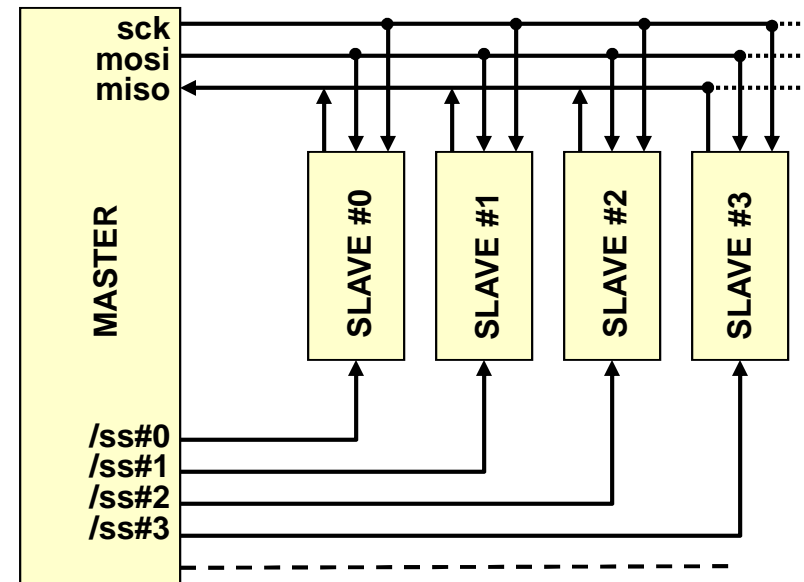 sck
mosi
miso
MASTER
SLAVE #0
SLAVE #1
SLAVE #2
SLAVE #3
/ss#0
/ss#1
/ss#2
/ss#3